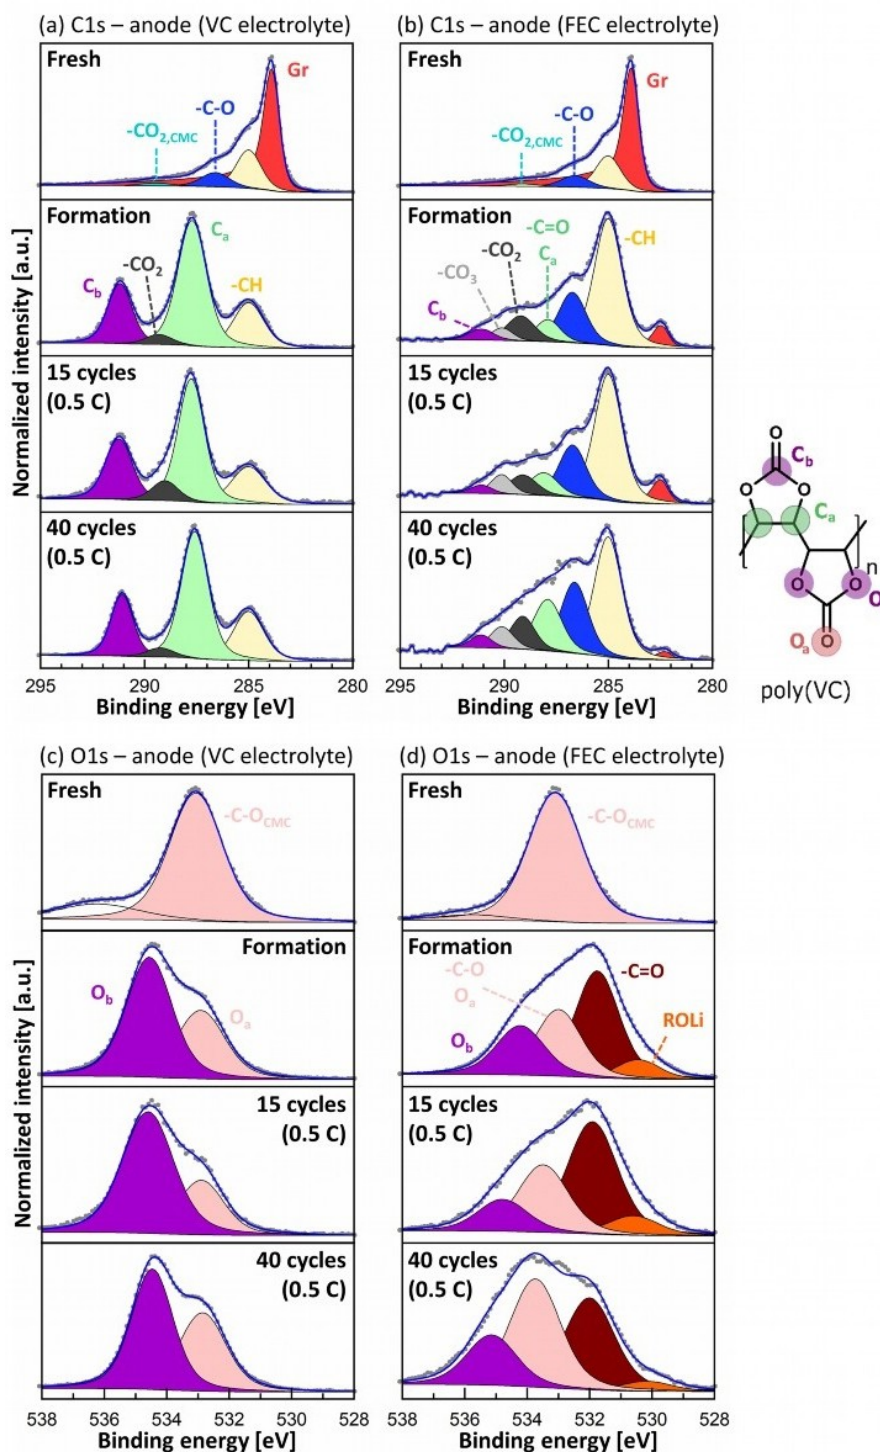 (a) C1s – anode (VC electrolyte)
Fresh
Gr
-C-O
-CO2,CMC
Formation
Ca
-CO2
Cb
-CH
15 cycles
(0.5 C)
40 cycles
(0.5 C)
295
290
285
280
Binding energy [eV]
Normalized intensity [a.u.]
(b) C1s – anode (FEC electrolyte)
Fresh
Gr
-C-O
-CO2,CMC
Formation
-C=O
-CO2
Ca
-CH
-CO3
Cb
15 cycles
(0.5 C)
40 cycles
(0.5 C)
295
290
285
280
Binding energy [eV]
O
Cb
O
O
Ca
n
O
O
O
Oa
O
poly(VC)
(c) O1s – anode (VC electrolyte)
Fresh
-C-OCMC
Formation
Ob
Oa
15 cycles
(0.5 C)
40 cycles
(0.5 C)
538
536
534
532
530
528
Binding energy [eV]
Normalized intensity [a.u.]
(d) O1s – anode (FEC electrolyte)
Fresh
-C-OCMC
Formation
-C-O
-C=O
Oa
ROLi
Ob
15 cycles
(0.5 C)
40 cycles
(0.5 C)
538
536
534
532
530
528
Binding energy [eV]